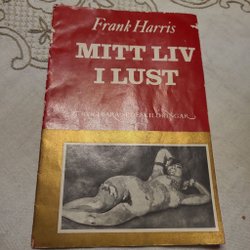 Frank Harris
MITT LIV
I LUST